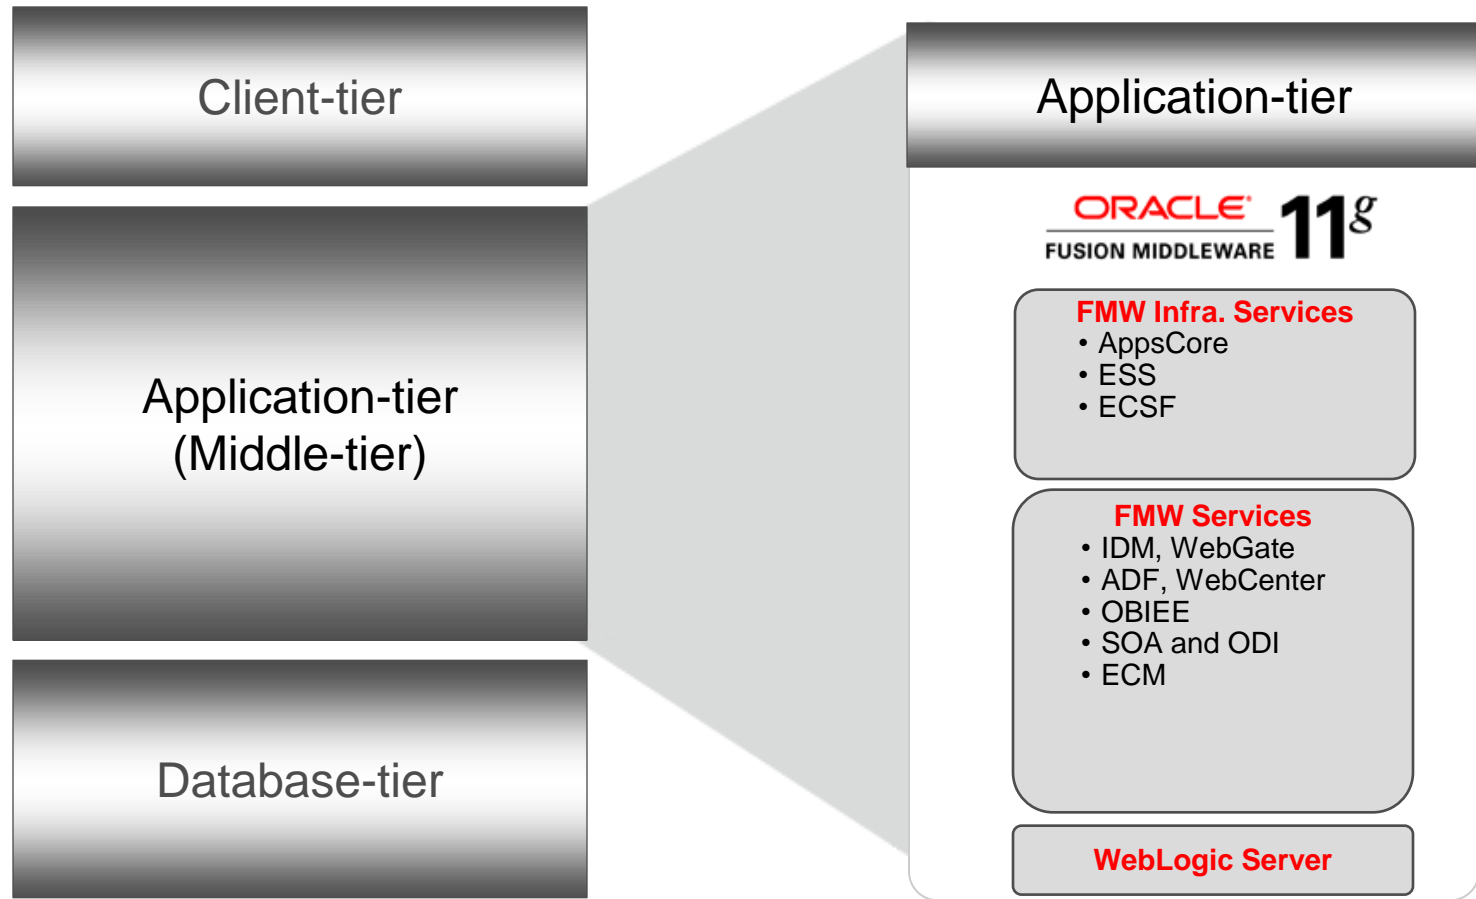 Client-tier
Application-tier
(Middle-tier)
Database-tier
Application-tier
ORACLE
FUSION MIDDLEWARE 11g
FMW Infra. Services
• AppsCore
• ESS
• ECSF
FMW Services
• IDM, WebGate
• ADF, WebCenter
• OBIEE
• SOA and ODI
• ECM
WebLogic Server